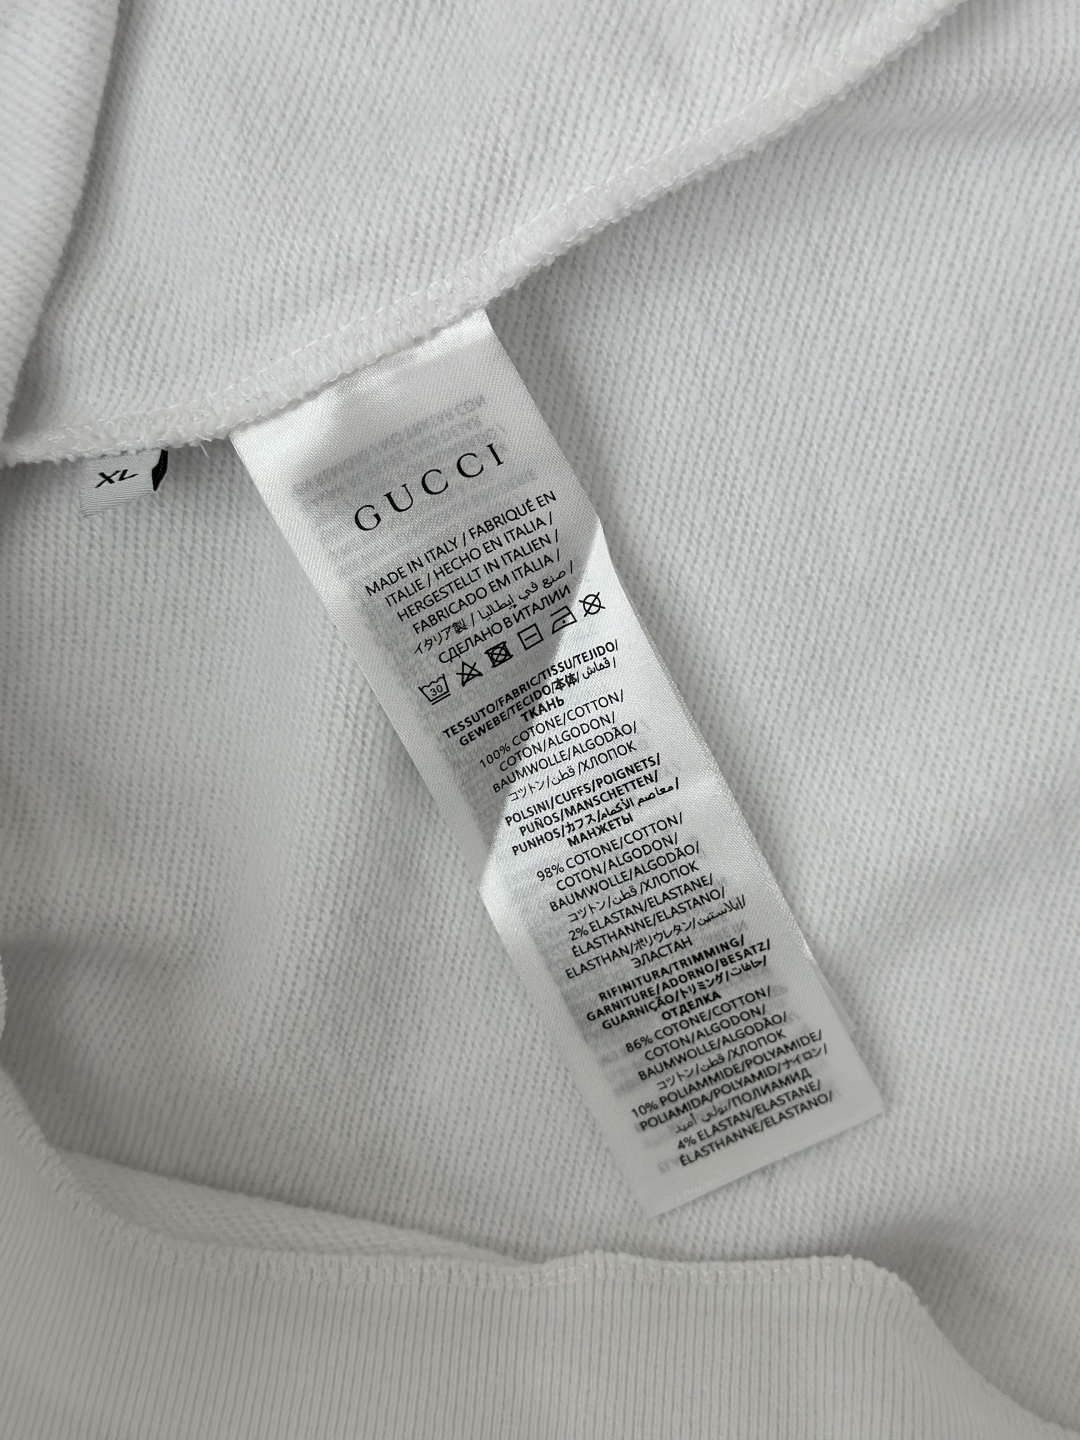 XL
GUCCI
MADE IN ITALY / FABRIQUÉ EN
ITALIE / HECHO EN ITALIA /
HERGESTELLT IN ITALIEN /
FABRICADO EM ITÁLIA /
イタリア製 / صنع في إيطاليا /
СДЕЛАНО В ИТАЛИИ
30
TESSUTO/FABRIC/TISSU/TEJIDO/
GEWEBE/TECIDO/本体/قماش/
ТКАНЬ
100% COTONE/COTTON/
COTON/ALGODON/
BAUMWOLLE/ALGODÃO/
コットン/قطن/ХЛОПОК
POLSINI/CUFFS/POIGNETS/
PUÑOS/MANSCHETTEN/
PUNHOS/カフス/معاصم الأكمام/
МАНЖЕТЫ
98% COTONE/COTTON/
COTON/ALGODON/
BAUMWOLLE/ALGODÃO/
コットン/قطن/ХЛОПОК
2% ELASTAN/ELASTANE/
ÉLASTHANNE/ELASTANO/
ELASTHAN/ポリウレタン/إيلاستين/
ЭЛАСТАН
RIFINITURA/TRIMMING/
GARNITURE/ADORNO/BESATZ/
GUARNIÇÃO/トリミング/حافات/
ОТДЕЛКА
86% COTONE/COTTON/
COTON/ALGODON/
BAUMWOLLE/ALGODÃO/
コットン/قطن/ХЛОПОК
10% POLIAMMIDE/POLYAMIDE/
POLIAMIDA/POLYAMID/ナイロン/
بولي أميد/ПОЛИАМИД
4% ELASTAN/ELASTANE/
ÉLASTHANNE/ELASTANO/